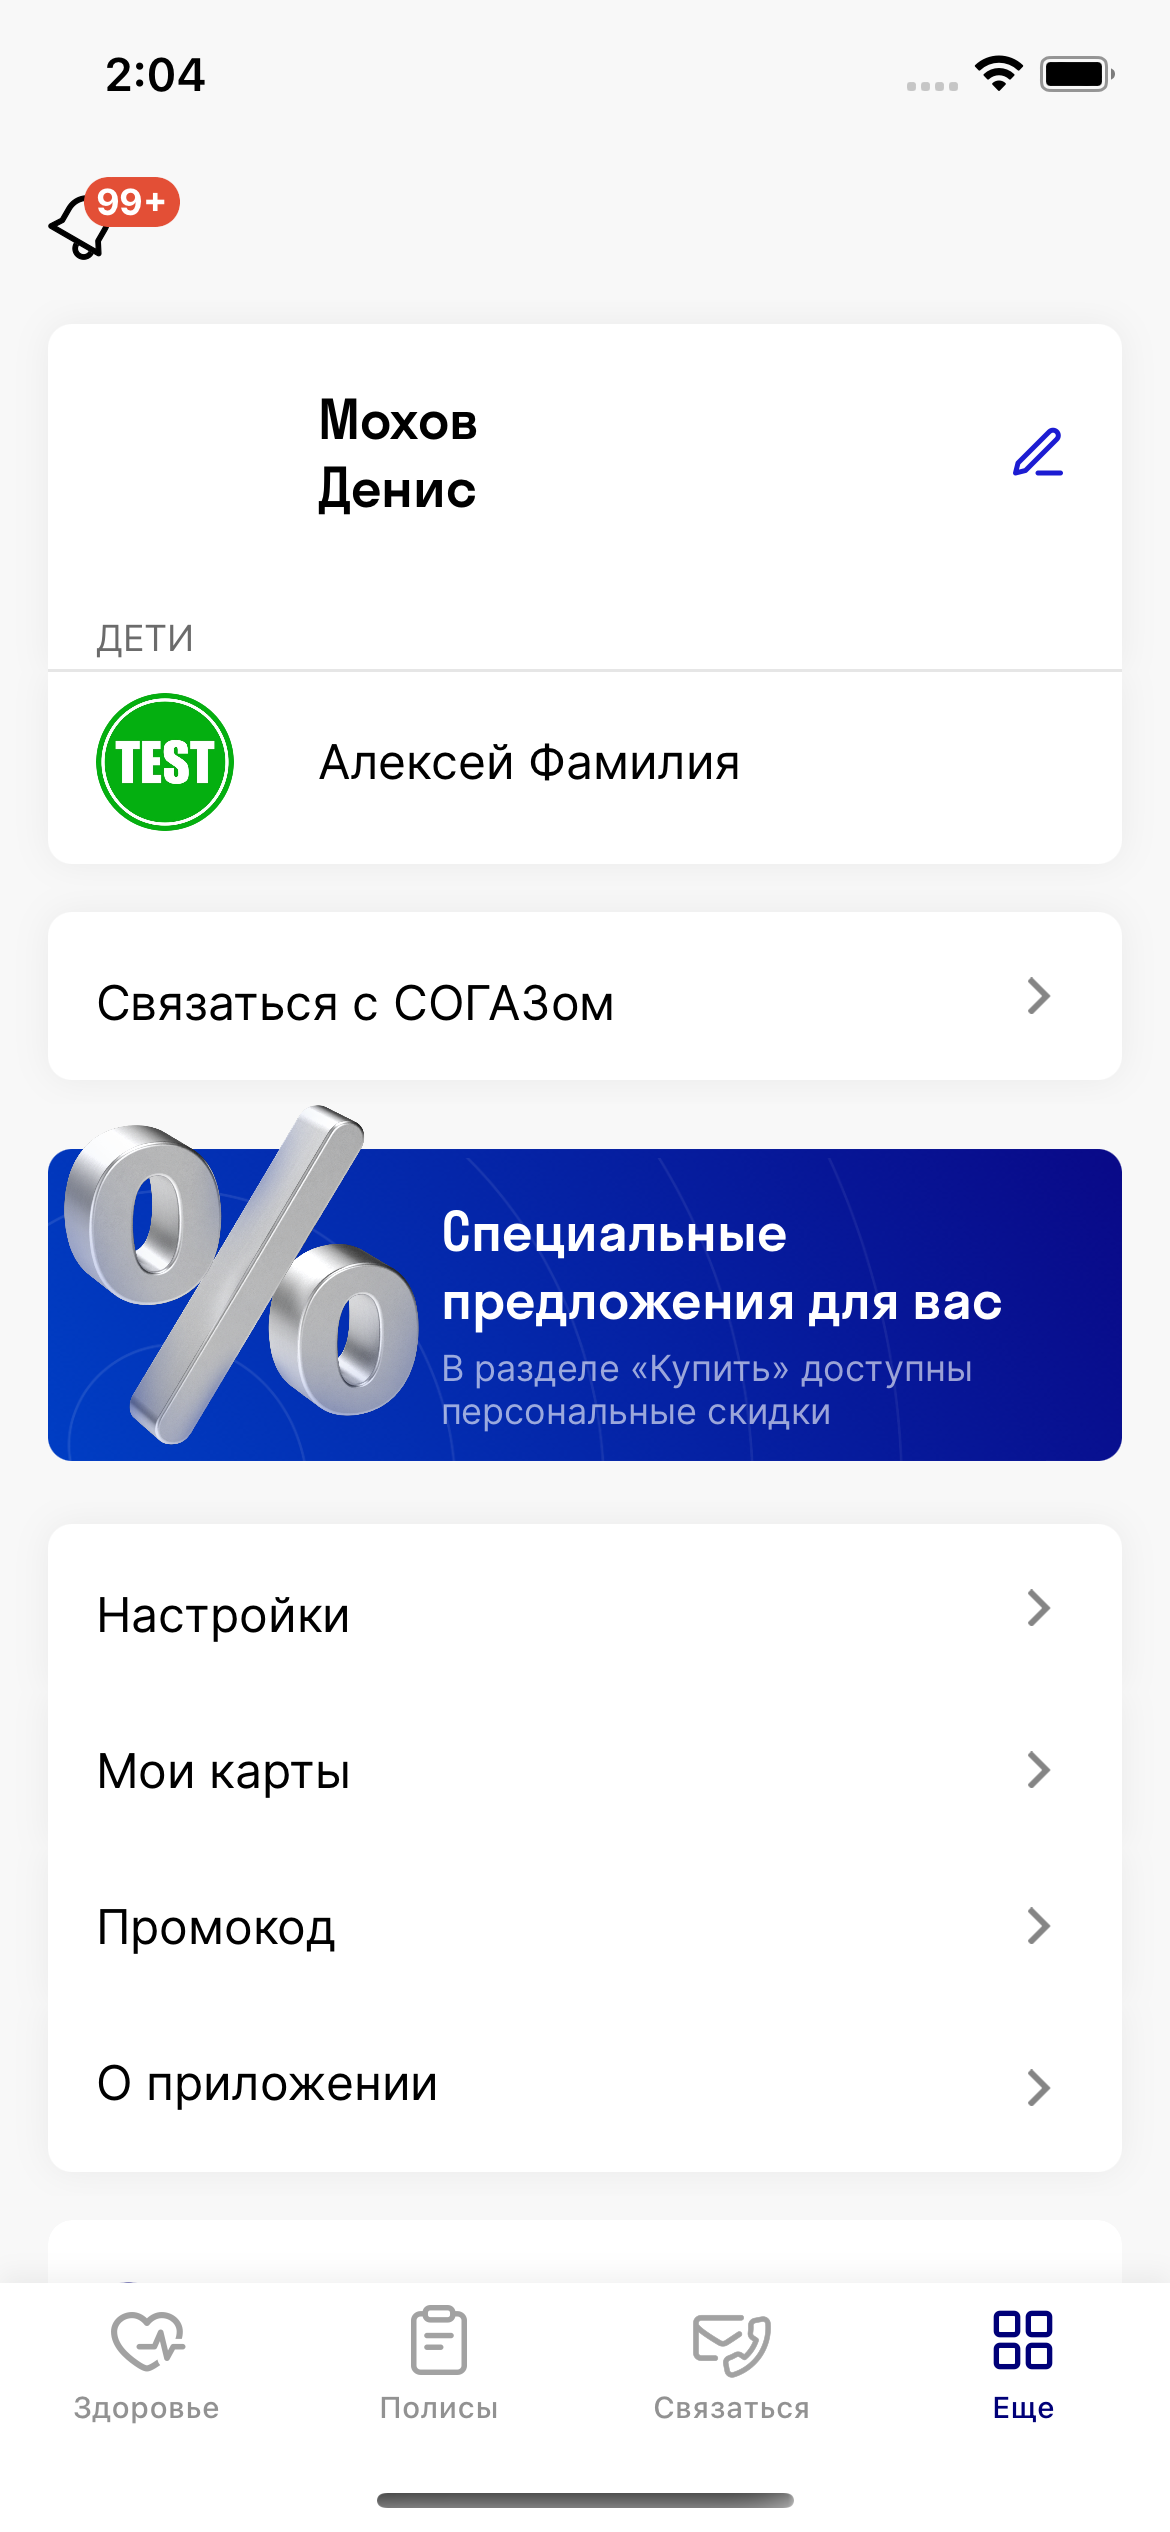 2:04
99+
Мохов
Денис
ДЕТИ
TEST
Алексей Фамилия
Связаться с СОГАЗом
%
Специальные
предложения для вас
В разделе «Купить» доступны
персональные скидки
Настройки
Мои карты
Промокод
О приложении
Здоровье
Полисы
Связаться
Еще